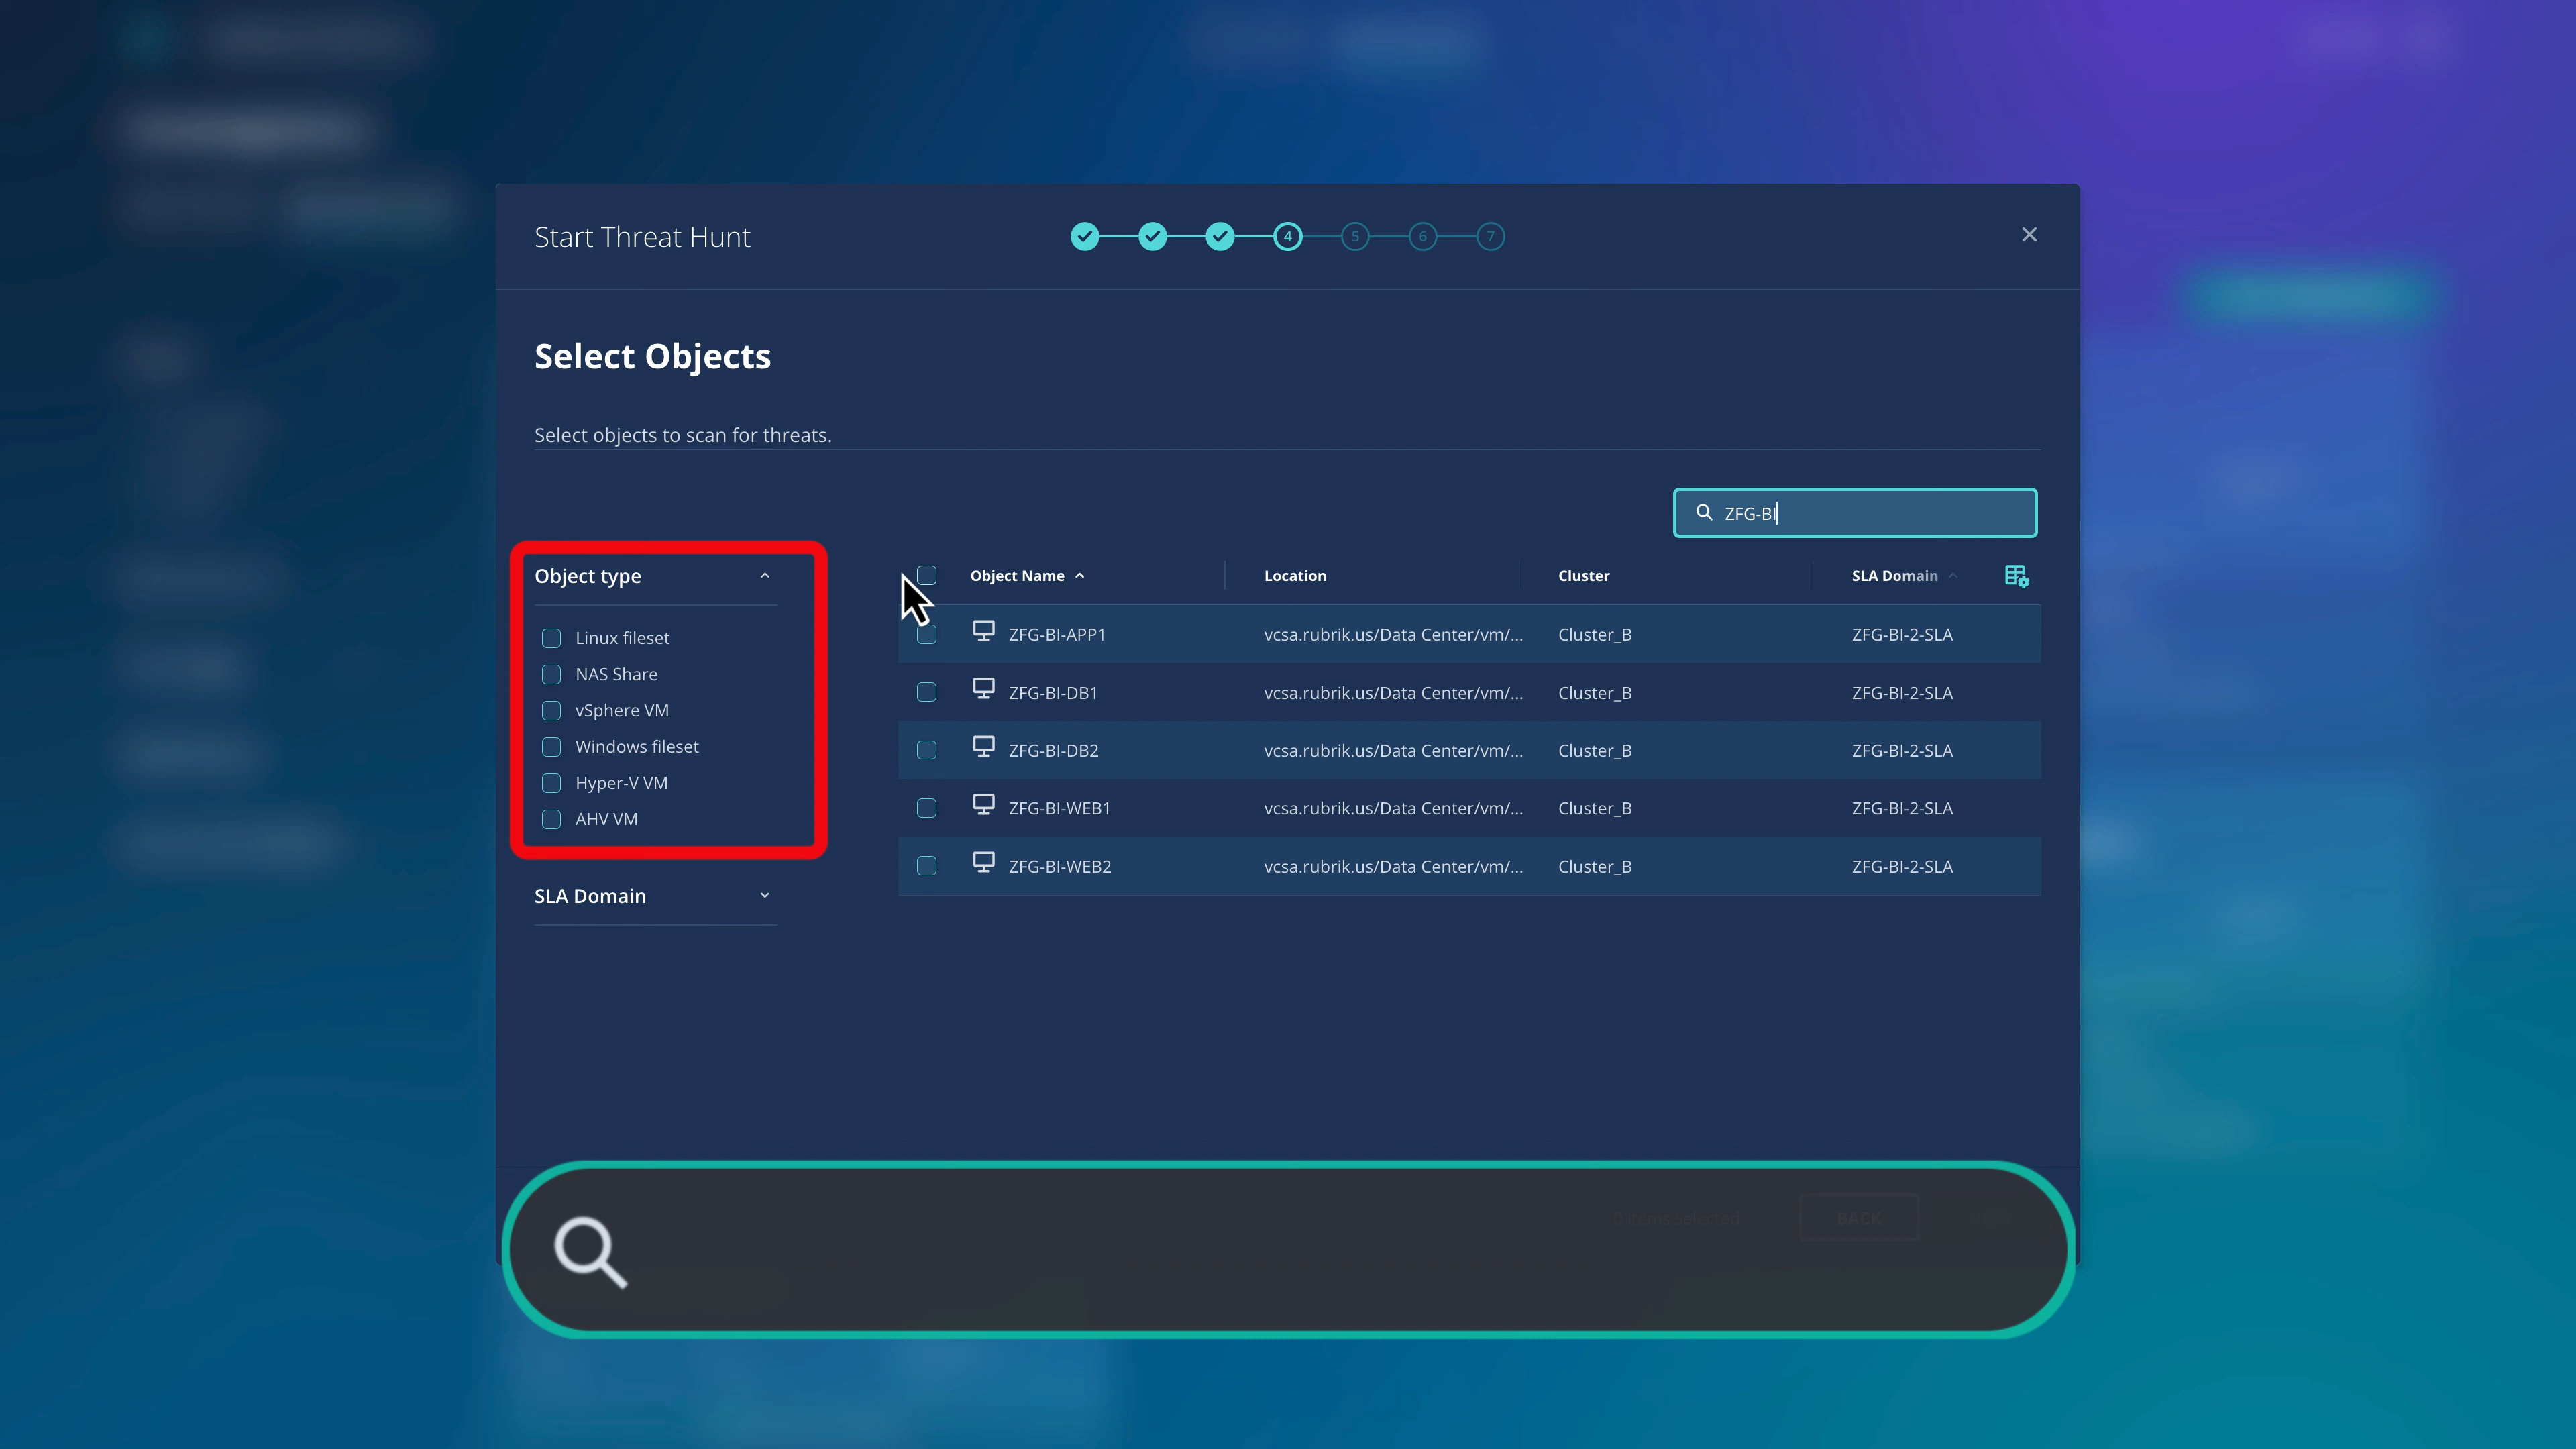 Start Threat Hunt
4 5 6 7
Select Objects
Select objects to scan for threats.
ZFG-BI
Object type
Linux fileset
NAS Share
vSphere VM
Windows fileset
Hyper-V VM
AHV VM
SLA Domain
Object Name Location Cluster SLA Domain
ZFG-BI-APP1 vcsa.rubrik.us/Data Center/vm/... Cluster_B ZFG-BI-2-SLA
ZFG-BI-DB1 vcsa.rubrik.us/Data Center/vm/... Cluster_B ZFG-BI-2-SLA
ZFG-BI-DB2 vcsa.rubrik.us/Data Center/vm/... Cluster_B ZFG-BI-2-SLA
ZFG-BI-WEB1 vcsa.rubrik.us/Data Center/vm/... Cluster_B ZFG-BI-2-SLA
ZFG-BI-WEB2 vcsa.rubrik.us/Data Center/vm/... Cluster_B ZFG-BI-2-SLA
0 items selected BACK